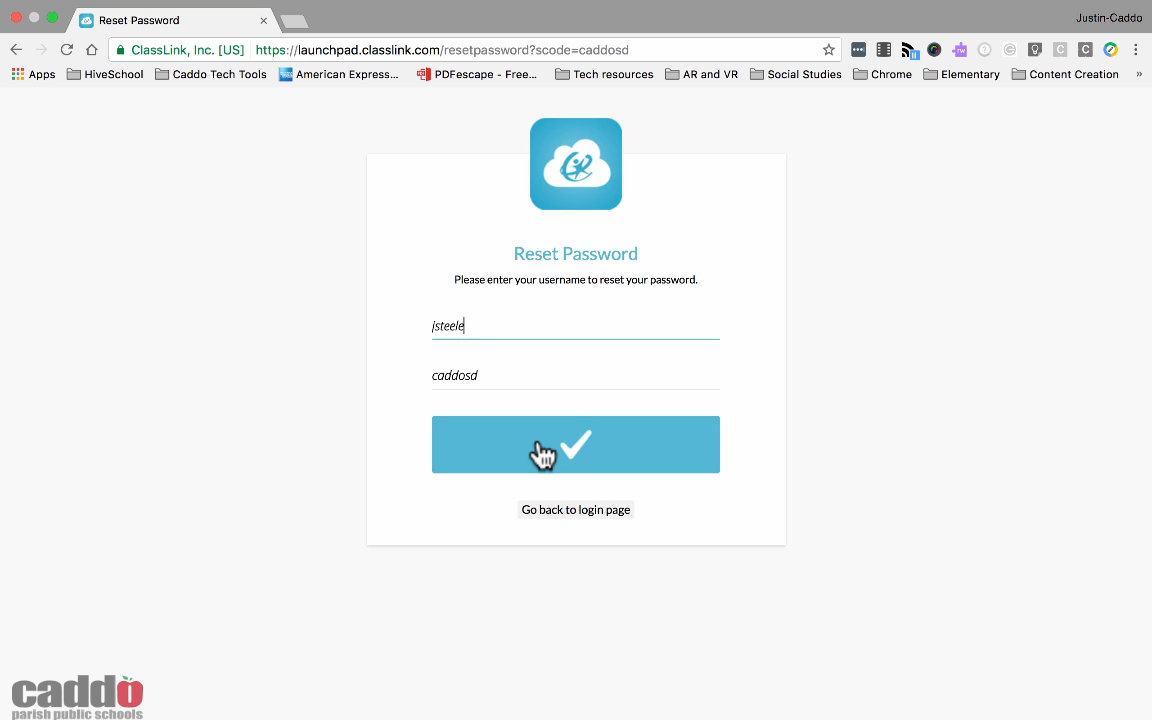 Reset Password
Justin-Caddo
ClassLink, Inc. [US]
https://launchpad.classlink.com/resetpassword?scode=caddosd
Apps
HiveSchool
Caddo Tech Tools
American Express...
PDFescape - Free...
Tech resources
AR and VR
Social Studies
Chrome
Elementary
Content Creation
»
Reset Password
Please enter your username to reset your password.
jsteele
caddosd
Go back to login page
caddo
parish public schools